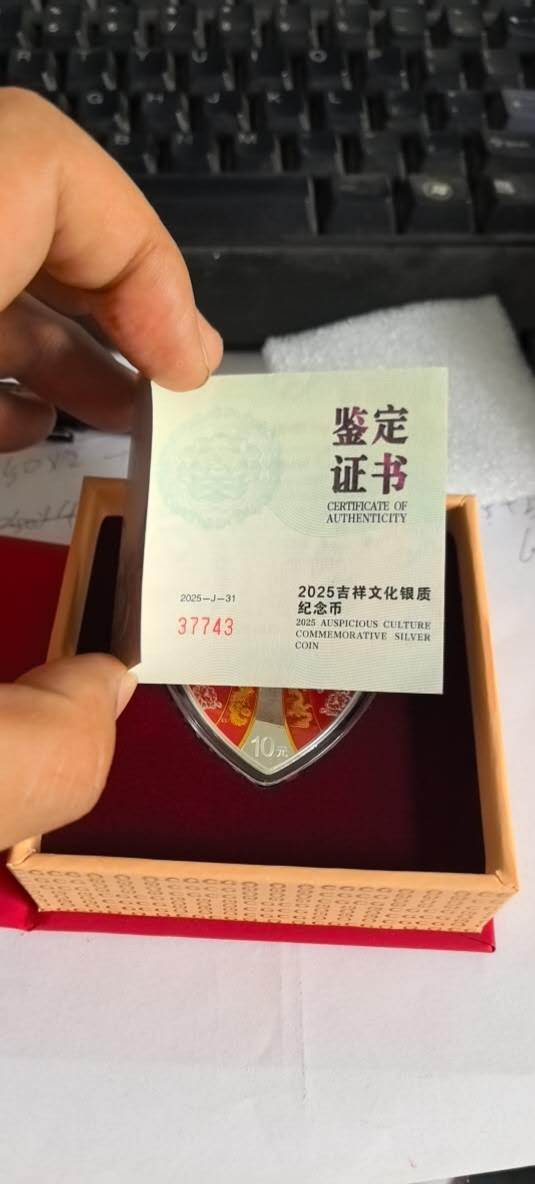 鉴定
证书
CERTIFICATE OF
AUTHENTICITY
2025-J-31
37743
2025吉祥文化银质
纪念币
2025 AUSPICIOUS CULTURE
COMMEMORATIVE SILVER
COIN
10元